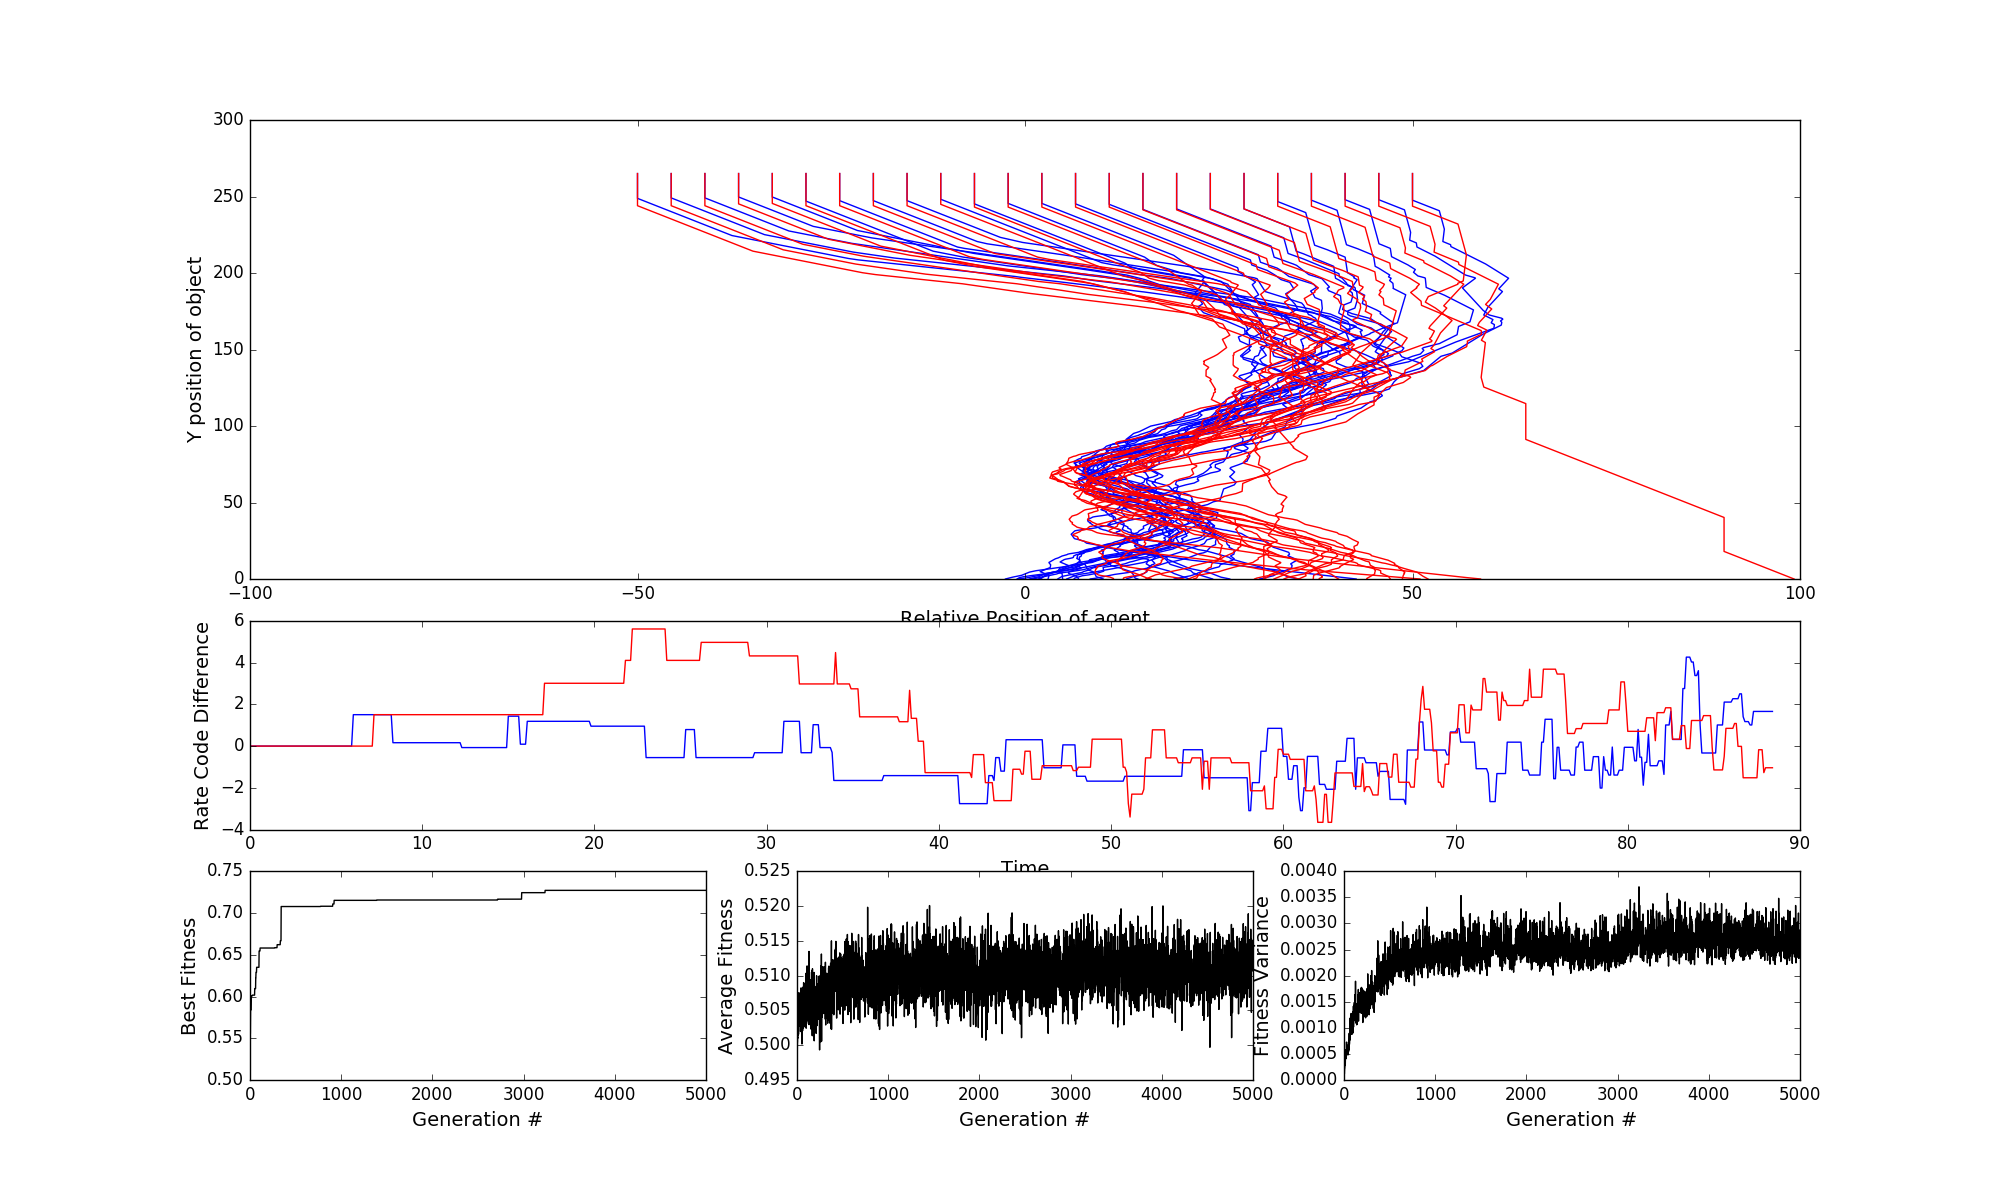 300
250
200
150
100
50
0
Y position of object
−100 −50 0 50 100
Relative Position of agent
6
4
2
0
−2
−4
Rate Code Difference
0 10 20 30 40 50 60 70 80 90
Time
0.75
0.70
0.65
0.60
0.55
0.50
Best Fitness
0 1000 2000 3000 4000 5000
Generation #
0.525
0.520
0.515
0.510
0.505
0.500
0.495
Average Fitness
0 1000 2000 3000 4000 5000
Generation #
0.0040
0.0035
0.0030
0.0025
0.0020
0.0015
0.0010
0.0005
0.0000
Fitness Variance
0 1000 2000 3000 4000 5000
Generation #